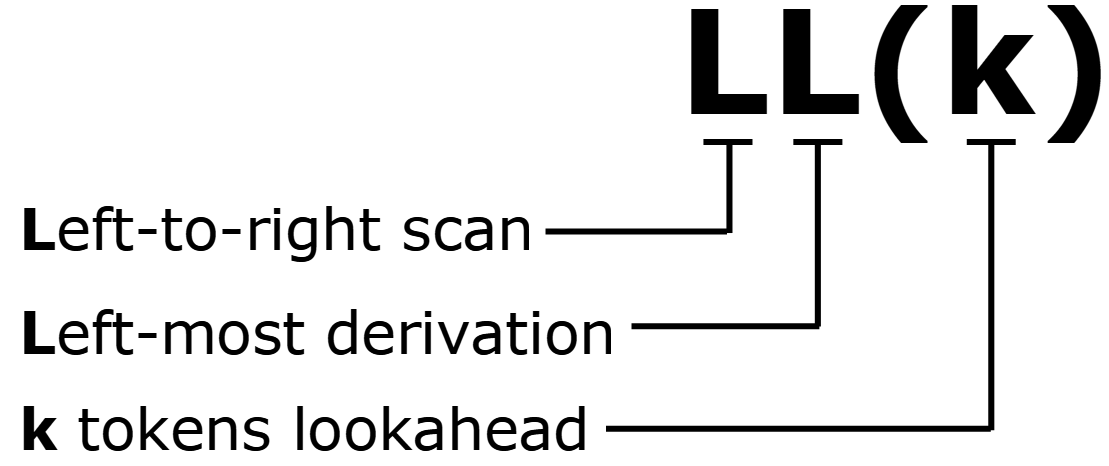 LL(k)
Left-to-right scan
Left-most derivation
k tokens lookahead